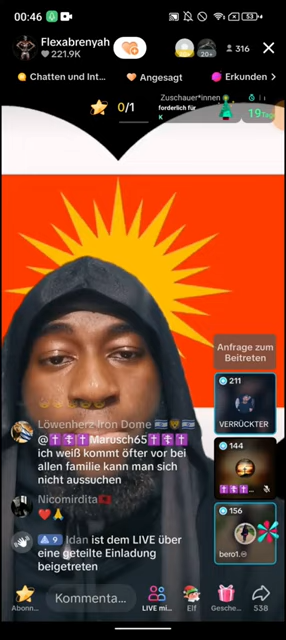 00:46
53
Flexabrenyah
221.9K
20+
316
Chatten und Int...
Angesagt
Erkunden >
0/1
Zuschauer*innen
forderlich für
K
19Tag
Anfrage zum
Beitreten
211
VERRÜCKTER
144
156
bero1.
Löwenherz Iron Dome 🇮🇱🦁🇮🇱
@✝️☦️✝️Marusch65✝️☦️✝️
ich weiß kommt öfter vor bei
allen familie kann man sich
nicht aussuchen
Nicomirdita🇦🇱
❤️🙏
9 Idan ist dem LIVE über
eine geteilte Einladung
beigetreten
Abonn...
Kommenta...
LIVE mi...
Elf
Gesche...
538